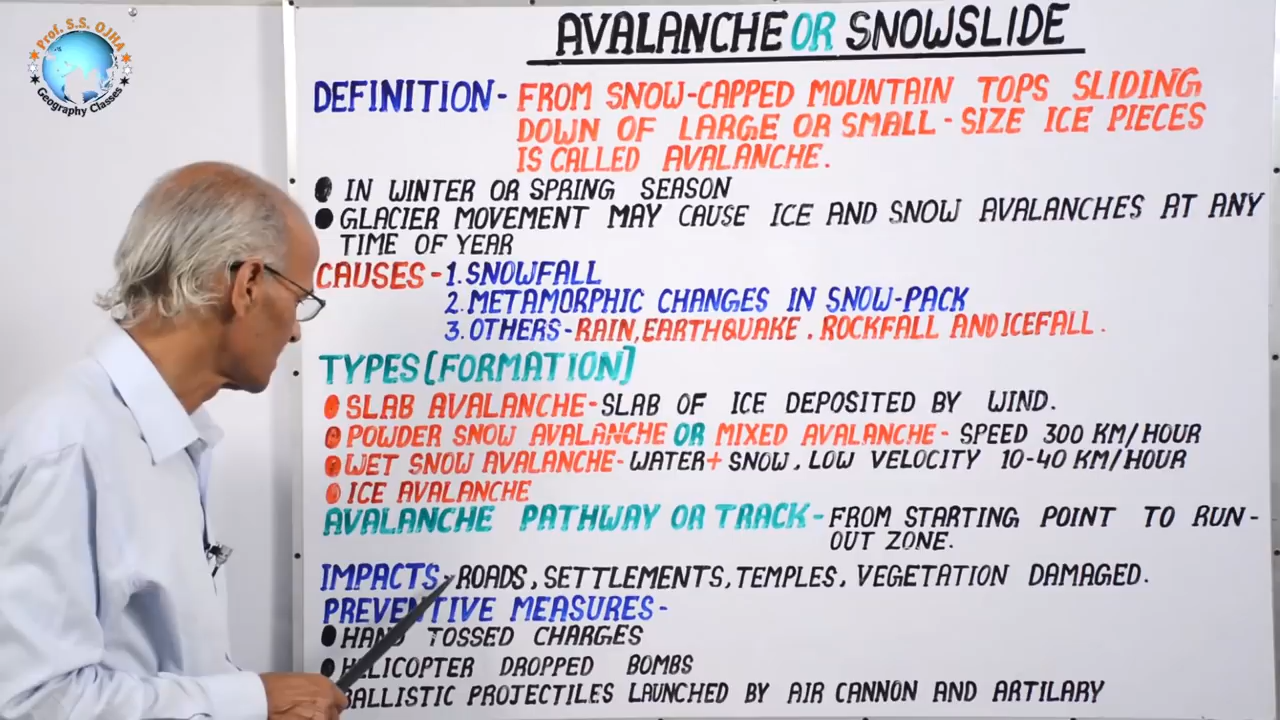 Prof. S.S. OJHA
Geography Classes
AVALANCHE OR SNOWSLIDE
DEFINITION- FROM SNOW-CAPPED MOUNTAIN TOPS SLIDING
DOWN OF LARGE OR SMALL-SIZE ICE PIECES
IS CALLED AVALANCHE.
● IN WINTER OR SPRING SEASON
● GLACIER MOVEMENT MAY CAUSE ICE AND SNOW AVALANCHES AT ANY
TIME OF YEAR
CAUSES- 1. SNOWFALL
2. METAMORPHIC CHANGES IN SNOW-PACK
3. OTHERS- RAIN, EARTHQUAKE, ROCKFALL AND ICEFALL.
TYPES [FORMATION]
● SLAB AVALANCHE- SLAB OF ICE DEPOSITED BY WIND.
● POWDER SNOW AVALANCHE OR MIXED AVALANCHE- SPEED 300 KM/HOUR
● WET SNOW AVALANCHE- WATER+ SNOW, LOW VELOCITY 10-40 KM/HOUR
● ICE AVALANCHE
AVALANCHE PATHWAY OR TRACK- FROM STARTING POINT TO RUN-
OUT ZONE.
IMPACTS- ROADS, SETTLEMENTS, TEMPLES, VEGETATION DAMAGED.
PREVENTIVE MEASURES-
● HAND TOSSED CHARGES
● HELICOPTER DROPPED BOMBS
BALLISTIC PROJECTILES LAUNCHED BY AIR CANNON AND ARTILARY